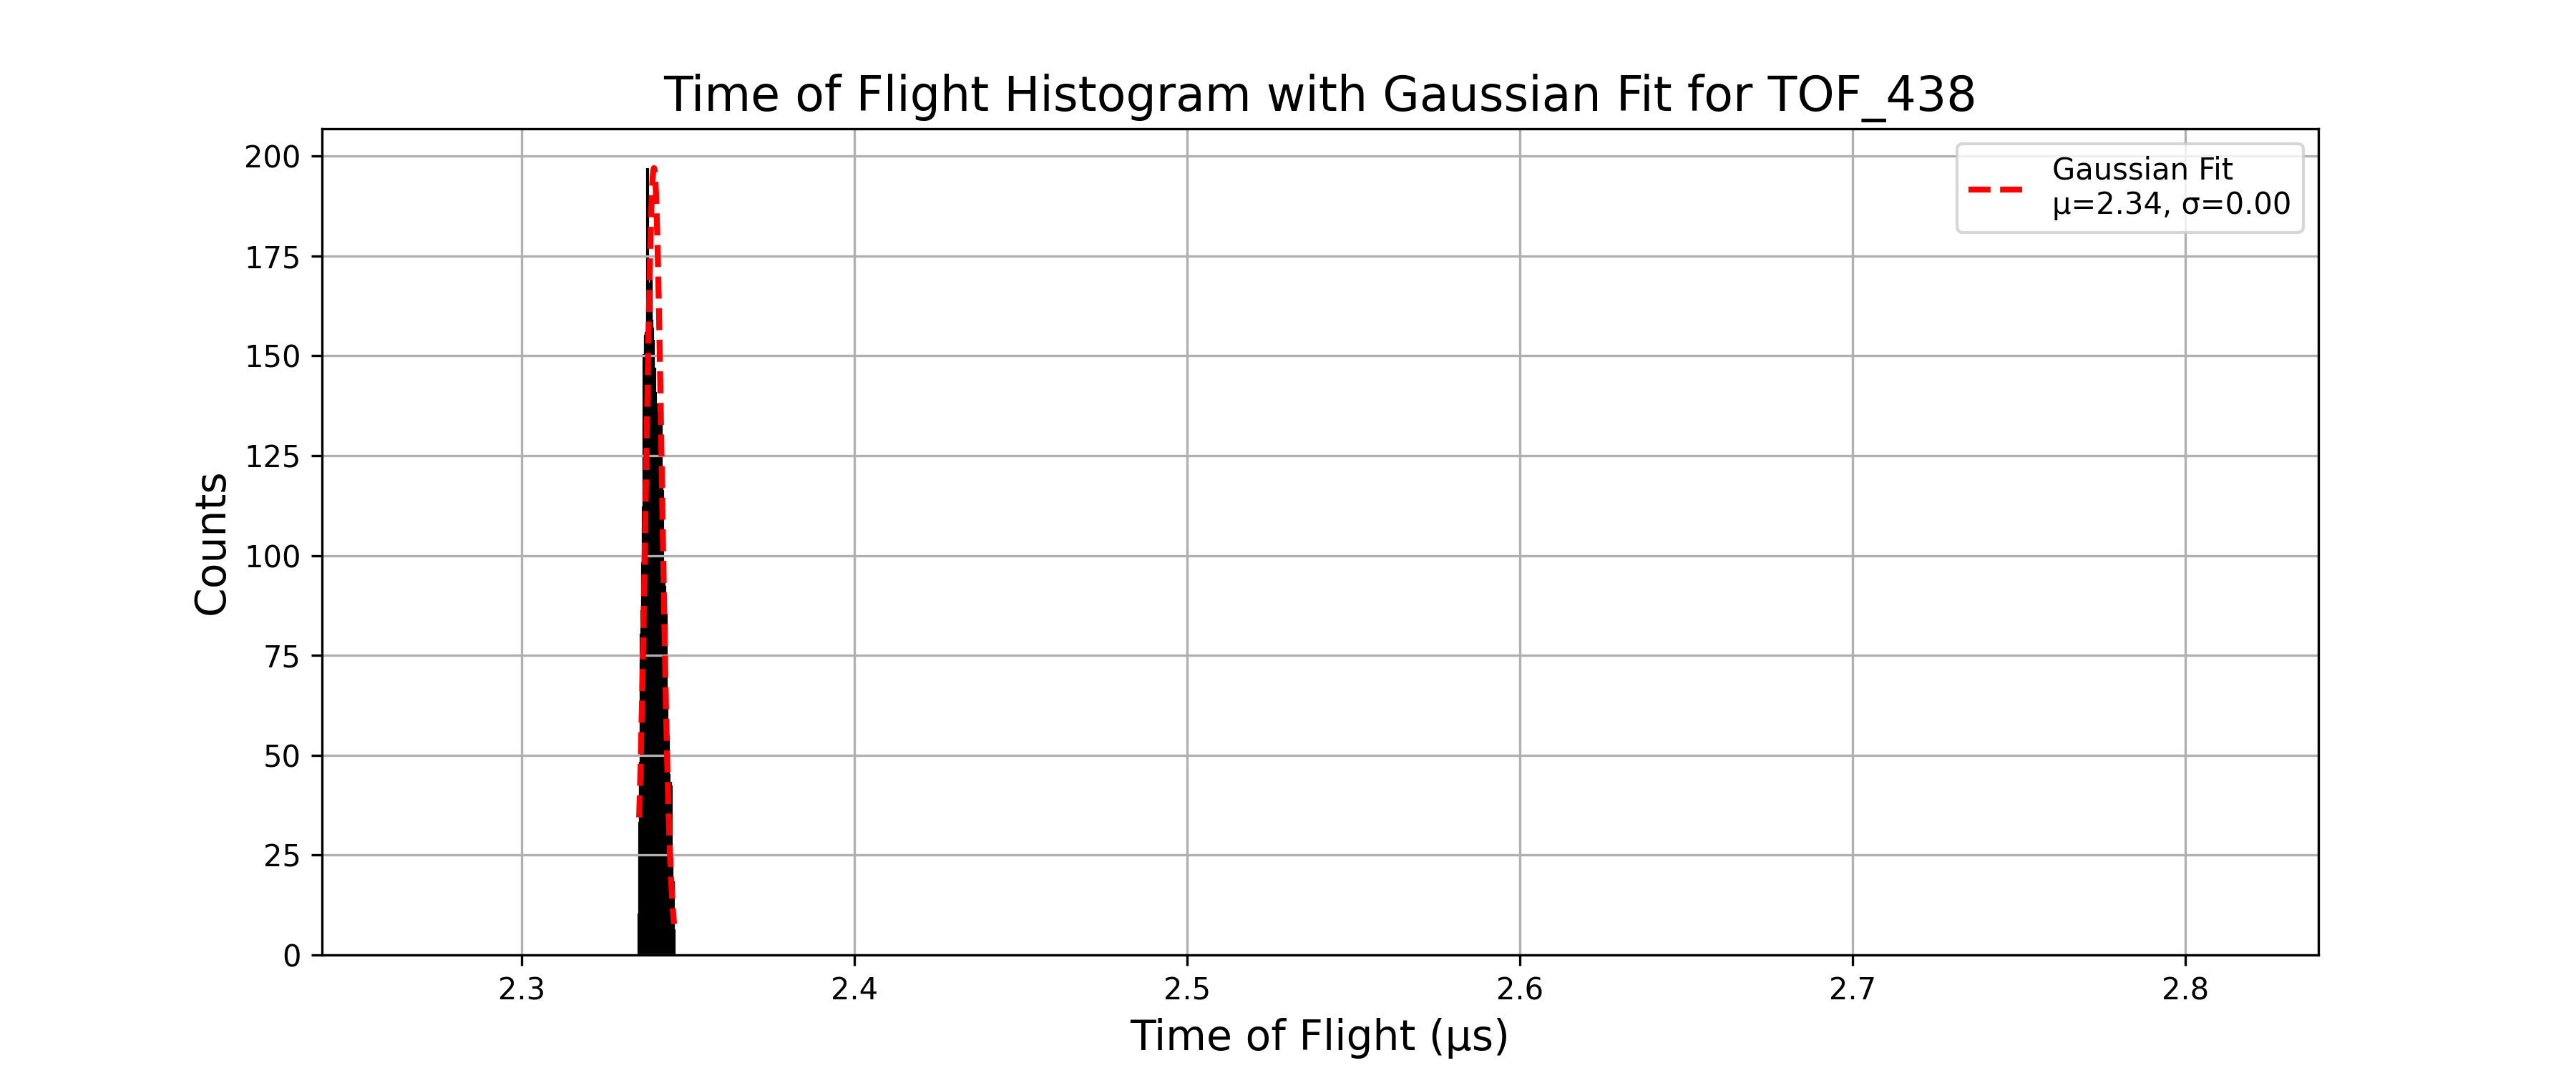 Time of Flight Histogram with Gaussian Fit for TOF_438
Gaussian Fit
μ=2.34, σ=0.00
200
175
150
125
100
75
50
25
0
Counts
2.3 2.4 2.5 2.6 2.7 2.8
Time of Flight (μs)